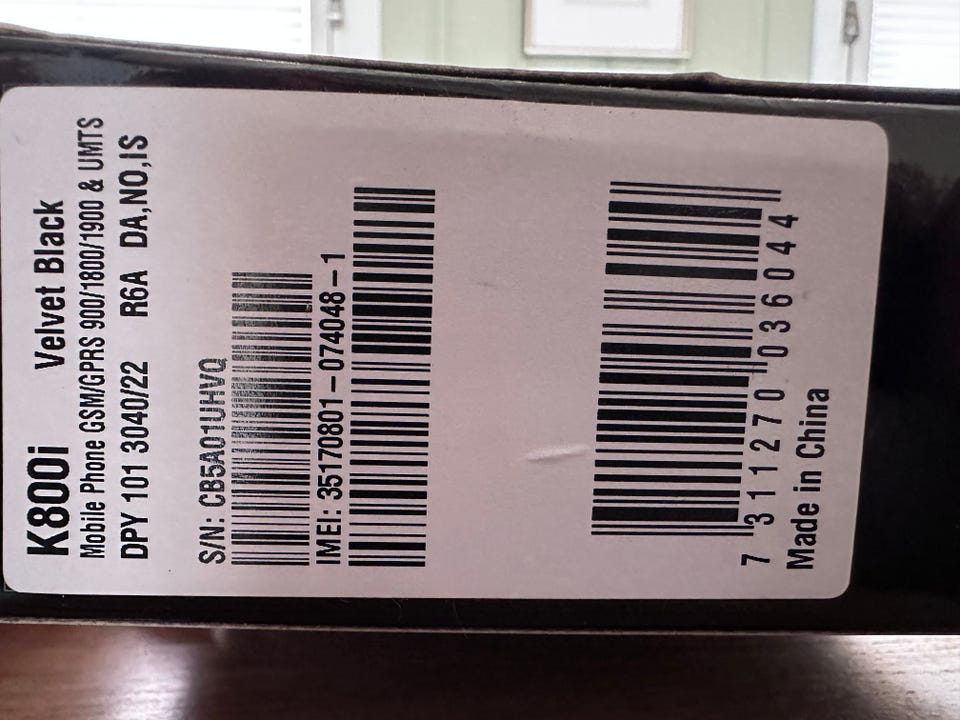 K800i Velvet Black
Mobile Phone GSM/GPRS 900/1800/1900 & UMTS
DPY 101 3040/22 R6A DA,NO,IS
S/N: CB5A01UHVQ
IMEI: 35170801-074048-1
7 311270 036044
Made in China